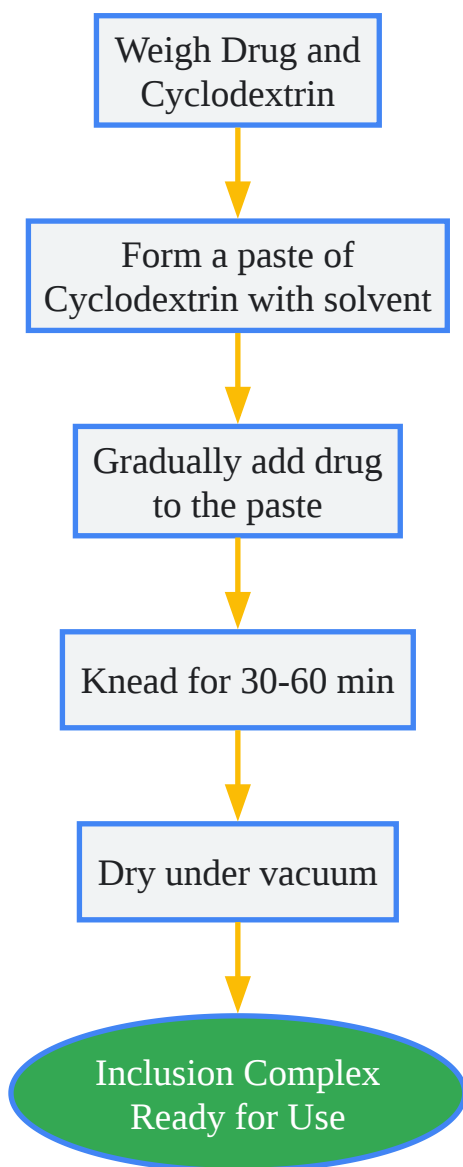 Weigh Drug and
Cyclodextrin
Form a paste of
Cyclodextrin with solvent
Gradually add drug
to the paste
Knead for 30-60 min
Dry under vacuum
Inclusion Complex
Ready for Use